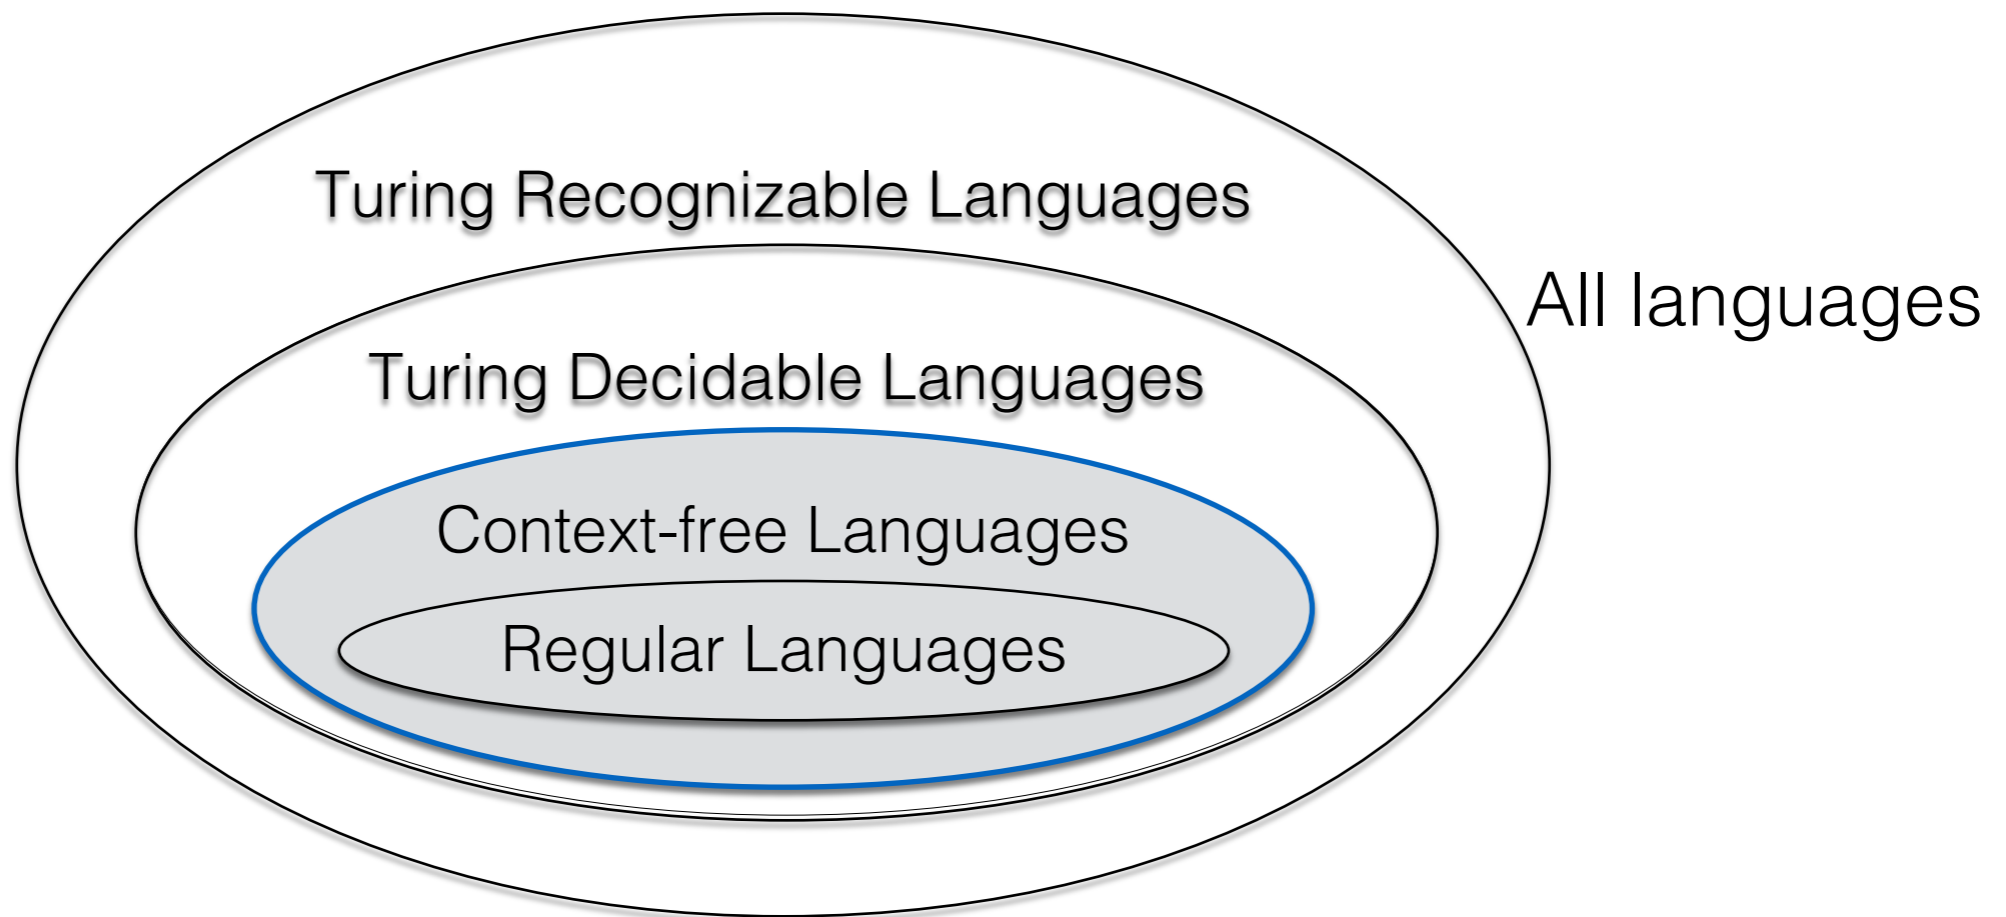 Turing Recognizable Languages
All languages
Turing Decidable Languages
Context-free Languages
Regular Languages